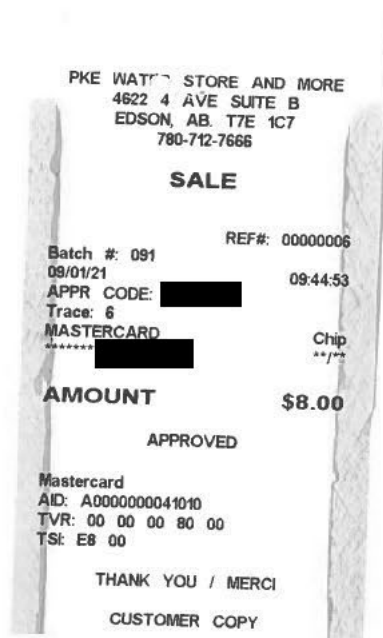 PKE WATER STORE AND MORE
4622 4 AVE SUITE B
EDSON, AB. T7E 1C7
780-712-7666
SALE
REF#: 00000006
Batch #: 091
09/01/21 09:44:53
APPR CODE:
Trace: 6
MASTERCARD Chip
******* **/**
AMOUNT $8.00
APPROVED
Mastercard
AID: A0000000041010
TVR: 00 00 00 80 00
TSI: E8 00
THANK YOU / MERCI
CUSTOMER COPY